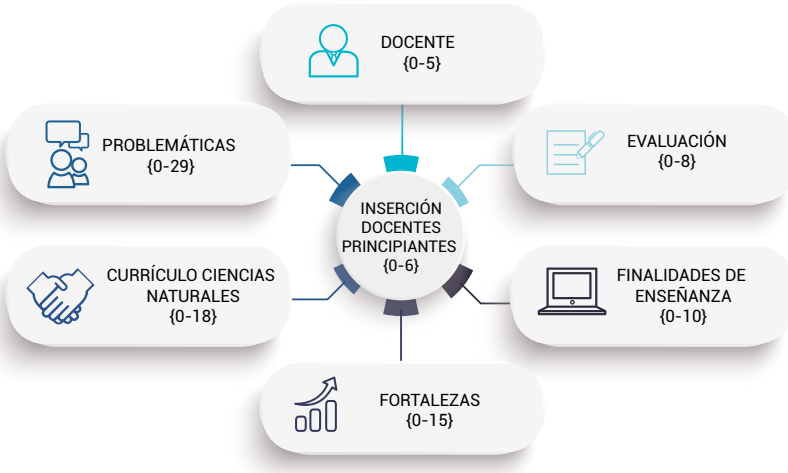 DOCENTE
{0-5}
PROBLEMÁTICAS
{0-29}
EVALUACIÓN
{0-8}
INSERCIÓN
DOCENTES
PRINCIPIANTES
{0-6}
CURRÍCULO CIENCIAS
NATURALES
{0-18}
FINALIDADES DE
ENSEÑANZA
{0-10}
FORTALEZAS
{0-15}